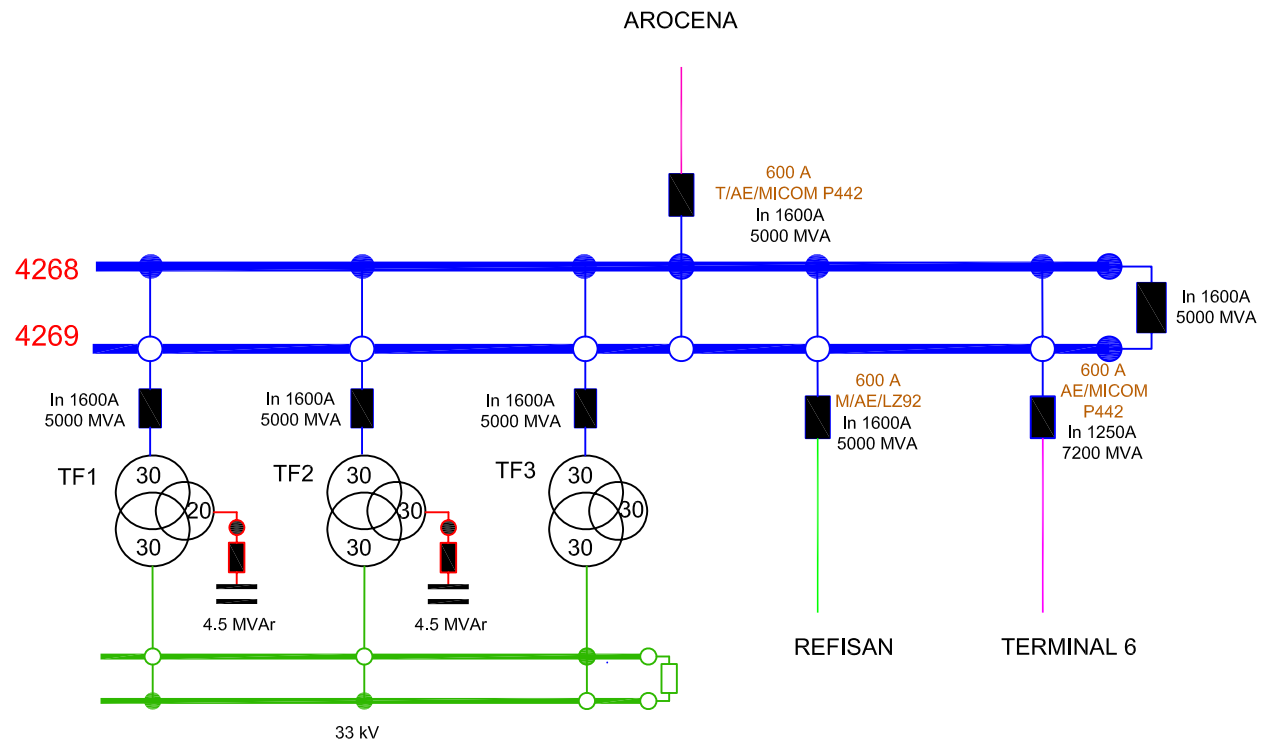 AROCENA
600 A
T/AE/MICOM P442
In 1600A
5000 MVA
4268
4269
In 1600A
5000 MVA
In 1600A
5000 MVA
In 1600A
5000 MVA
In 1600A
5000 MVA
600 A
M/AE/LZ92
In 1600A
5000 MVA
600 A
AE/MICOM
P442
In 1250A
7200 MVA
TF1
30
20
30
TF2
30
30
30
TF3
30
30
30
4.5 MVAr
4.5 MVAr
REFISAN
TERMINAL 6
33 kV